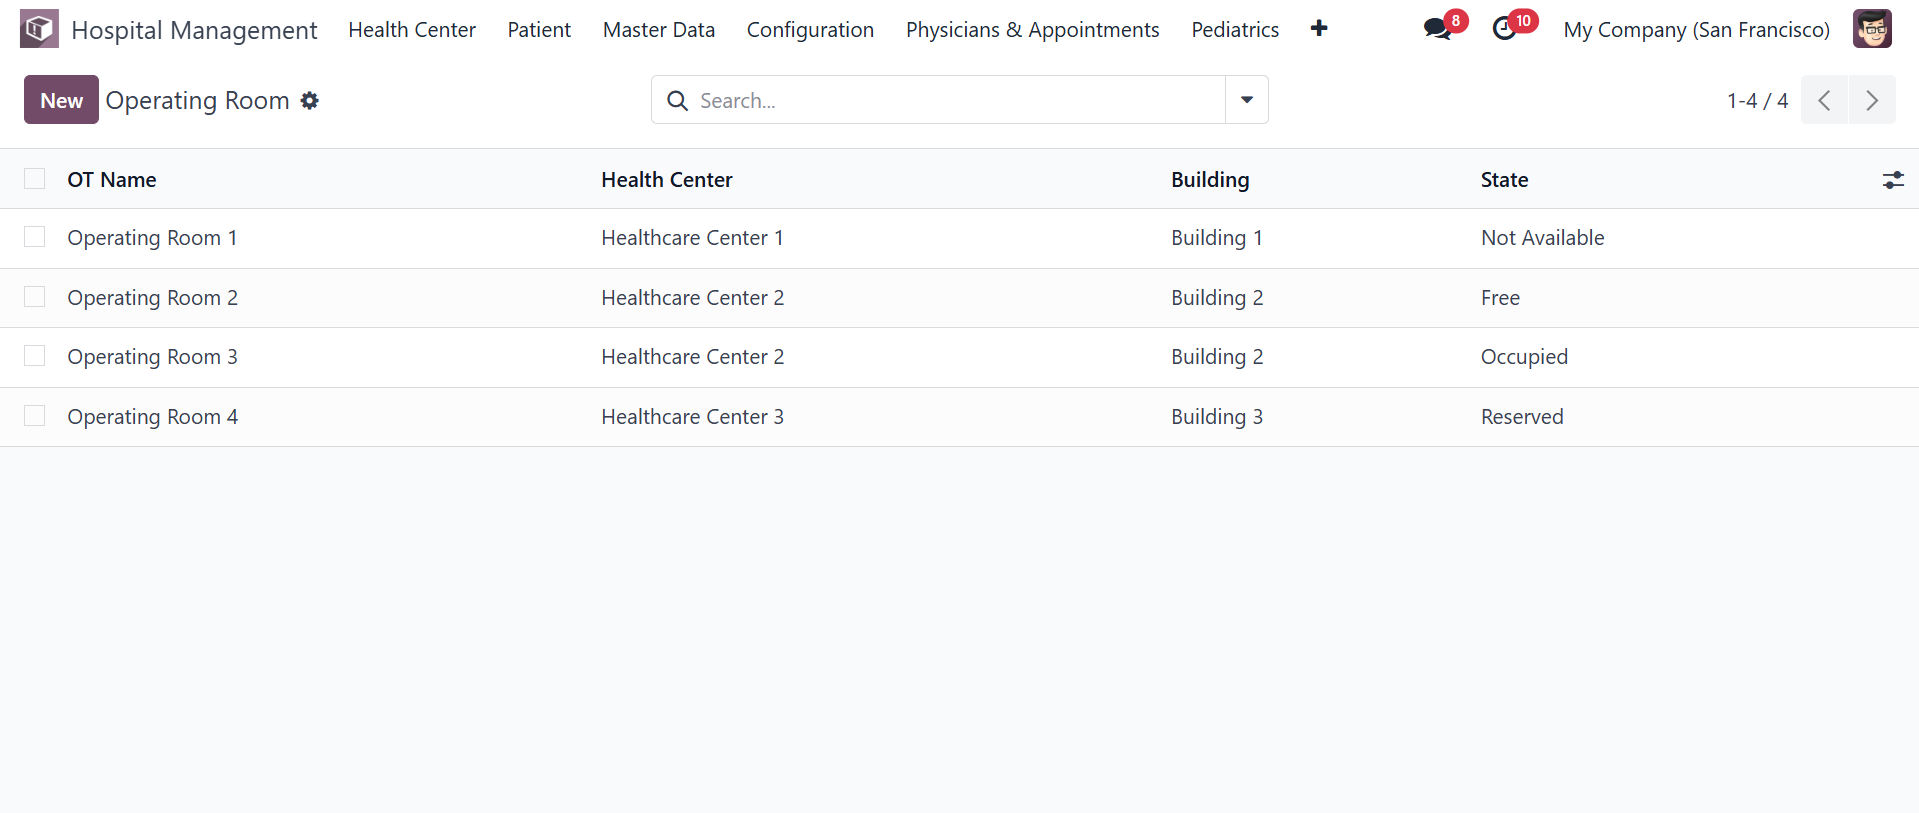 Hospital Management Health Center Patient Master Data Configuration Physicians & Appointments Pediatrics 8 10 My Company (San Francisco)
New Operating Room Search... 1-4 / 4
OT Name Health Center Building State
Operating Room 1 Healthcare Center 1 Building 1 Not Available
Operating Room 2 Healthcare Center 2 Building 2 Free
Operating Room 3 Healthcare Center 2 Building 2 Occupied
Operating Room 4 Healthcare Center 3 Building 3 Reserved